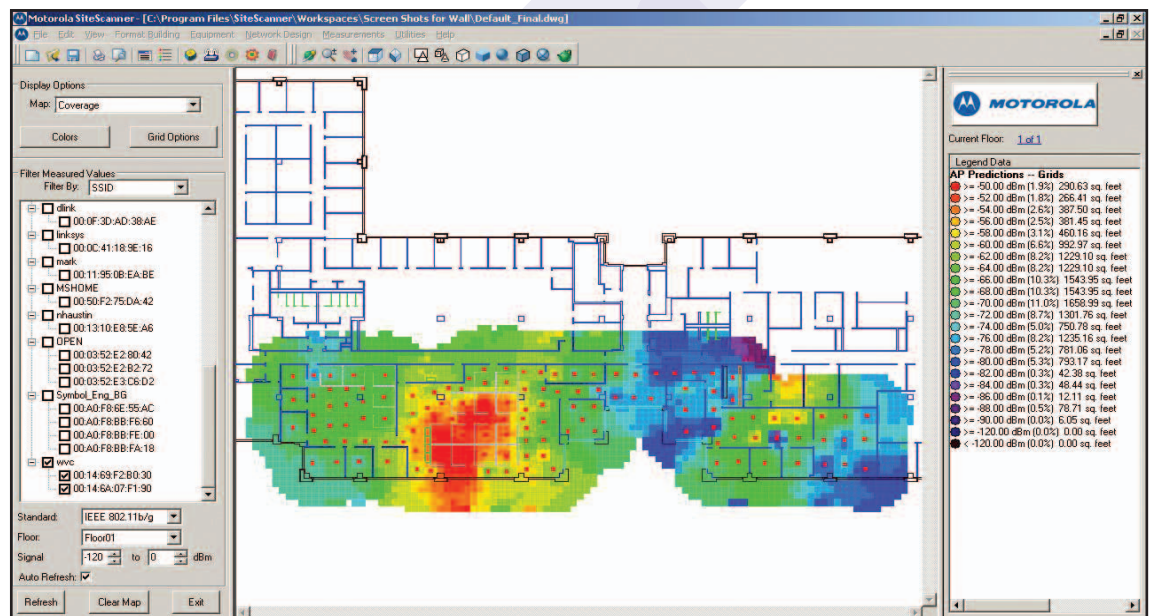 Motorola SiteScanner - [C:\Program Files\SiteScanner\Workspaces\Screen Shots for Wall\Default_Final.dwg]
File Edit View Format Building Equipment Network Design Measurements Utilities Help
Display Options
Map: Coverage
Colors Grid Options
Filter Measured Values
Filter By: SSID
dlink
00:0F:3D:AD:38:AE
linksys
00:0C:41:18:9E:16
mark
00:11:95:0B:EA:BE
MSHOME
00:50:F2:75:DA:42
nhaustin
00:13:10:E8:5E:A6
OPEN
00:03:52:E2:80:42
00:03:52:E2:B2:72
00:03:52:E3:C6:D2
Symbol_Eng_BG
00:A0:F8:6E:55:AC
00:A0:F8:BB:F6:60
00:A0:F8:BB:FE:00
00:A0:F8:BB:FA:18
wvc
00:14:69:F2:B0:30
00:14:6A:07:F1:90
Standard: IEEE 802.11b/g
Floor: Floor01
Signal -120 to 0 dBm
Auto Refresh:
Refresh Clear Map Exit
MOTOROLA
Current Floor: 1 of 1
Legend Data
AP Predictions -- Grids
>= -50.00 dBm (1.9%) 290.63 sq. feet
>= -52.00 dBm (1.8%) 266.41 sq. feet
>= -54.00 dBm (2.6%) 387.50 sq. feet
>= -56.00 dBm (2.5%) 381.45 sq. feet
>= -58.00 dBm (3.1%) 460.16 sq. feet
>= -60.00 dBm (6.6%) 992.97 sq. feet
>= -62.00 dBm (8.2%) 1229.10 sq. feet
>= -64.00 dBm (8.2%) 1229.10 sq. feet
>= -66.00 dBm (10.3%) 1543.95 sq. feet
>= -68.00 dBm (10.3%) 1543.95 sq. feet
>= -70.00 dBm (11.0%) 1658.99 sq. feet
>= -72.00 dBm (8.7%) 1301.76 sq. feet
>= -74.00 dBm (5.0%) 750.78 sq. feet
>= -76.00 dBm (8.2%) 1235.16 sq. feet
>= -78.00 dBm (5.2%) 781.06 sq. feet
>= -80.00 dBm (5.3%) 793.17 sq. feet
>= -82.00 dBm (0.3%) 42.38 sq. feet
>= -84.00 dBm (0.3%) 48.44 sq. feet
>= -86.00 dBm (0.1%) 12.11 sq. feet
>= -88.00 dBm (0.5%) 78.71 sq. feet
>= -90.00 dBm (0.0%) 6.05 sq. feet
>= -120.00 dBm (0.0%) 0.00 sq. feet
< -120.00 dBm (0.0%) 0.00 sq. feet